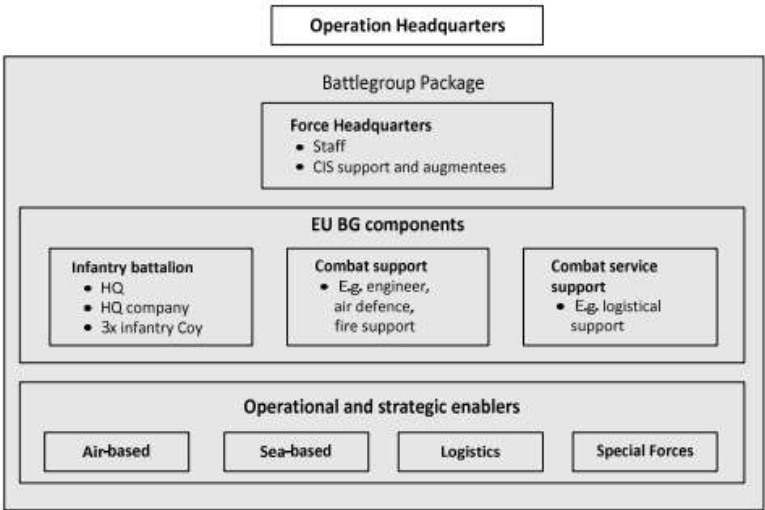 Operation Headquarters
Battlegroup Package
Force Headquarters
• Staff
• CIS support and augmentees
EU BG components
Infantry battalion
• HQ
• HQ company
• 3x infantry Coy
Combat support
• E.g. engineer,
air defence,
fire support
Combat service
support
• E.g. logistical
support
Operational and strategic enablers
Air-based
Sea-based
Logistics
Special Forces